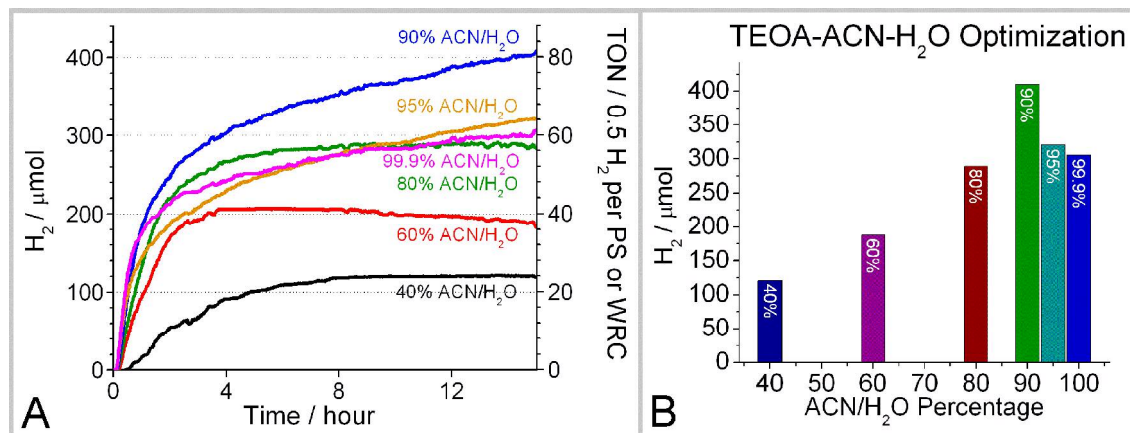 90% ACN/H₂O
95% ACN/H₂O
99.9% ACN/H₂O
80% ACN/H₂O
60% ACN/H₂O
40% ACN/H₂O
H₂ / µmol
400
300
200
100
0
TON / 0.5 H₂ per PS or WRC
80
60
40
20
0
0 4 8 12
Time / hour
A
TEOA-ACN-H₂O Optimization
H₂ / µmol
400
350
300
250
200
150
100
50
0
40%
60%
80%
90%
95%
99.9%
40 50 60 70 80 90 100
ACN/H₂O Percentage
B